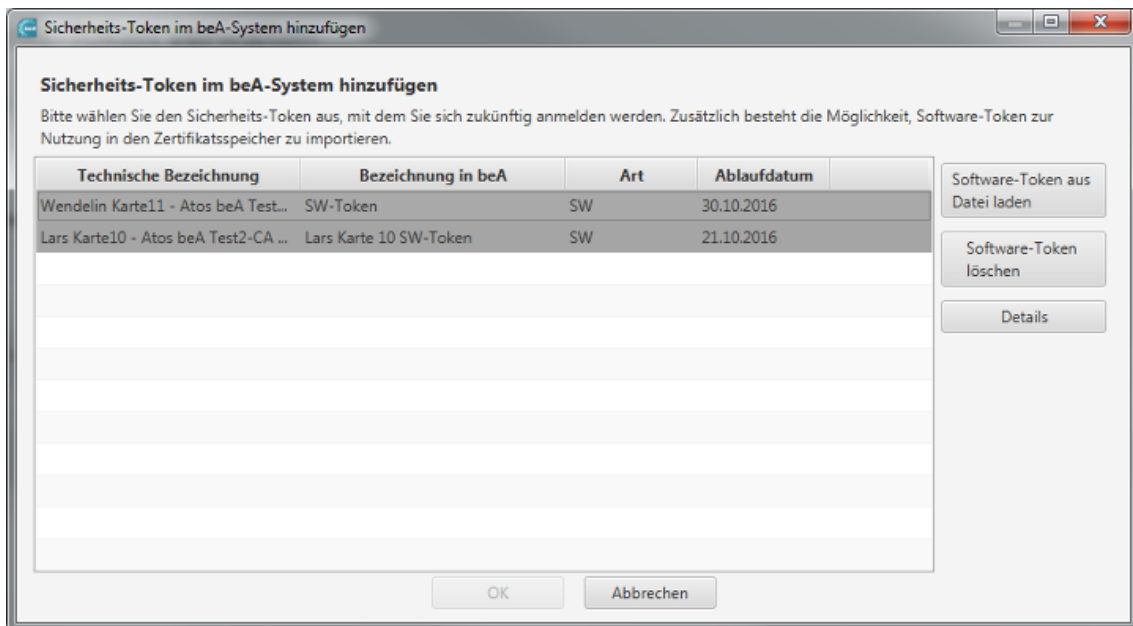 Sicherheits-Token im beA-System hinzufügen
Sicherheits-Token im beA-System hinzufügen
Bitte wählen Sie den Sicherheits-Token aus, mit dem Sie sich zukünftig anmelden werden. Zusätzlich besteht die Möglichkeit, Software-Token zur
Nutzung in den Zertifikatsspeicher zu importieren.
Technische Bezeichnung Bezeichnung in beA Art Ablaufdatum
Wendelin Karte11 - Atos beA Test... SW-Token SW 30.10.2016
Lars Karte10 - Atos beA Test2-CA ... Lars Karte 10 SW-Token SW 21.10.2016
Software-Token aus
Datei laden
Software-Token
löschen
Details
OK Abbrechen